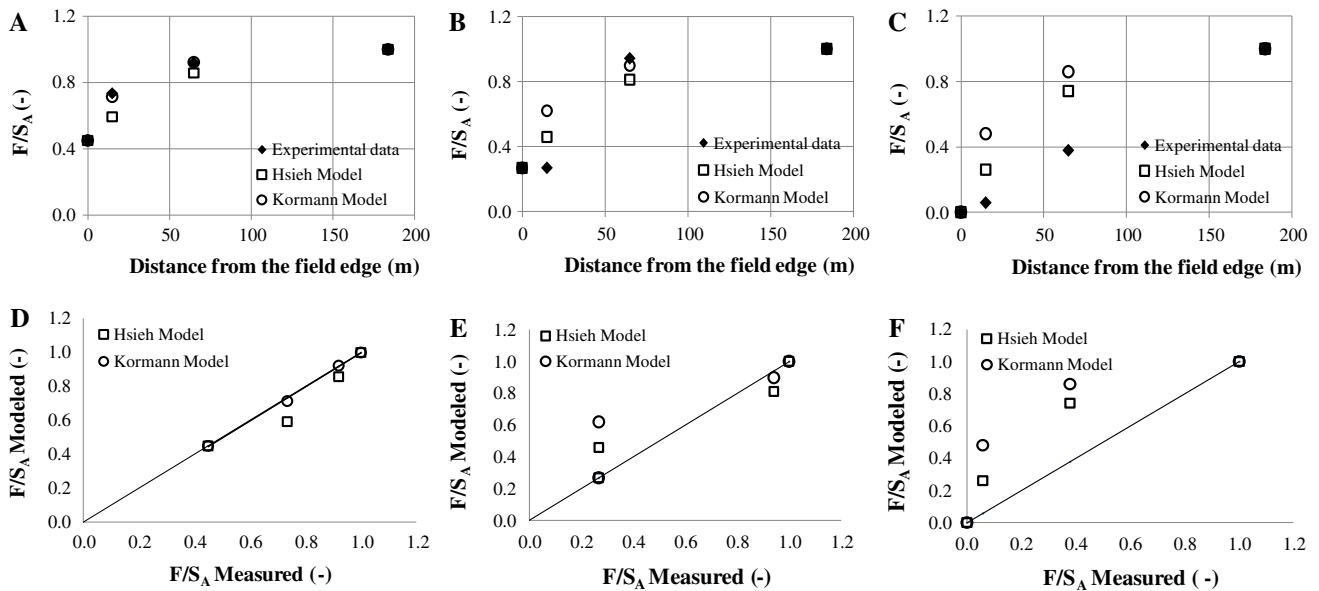 A
F/S_A (-)
1.2
0.8
0.4
0.0
Experimental data
Hsieh Model
Kormann Model
0 50 100 150 200
Distance from the field edge (m)
B
F/S_A (-)
1.2
0.8
0.4
0.0
Experimental data
Hsieh Model
Kormann Model
0 50 100 150 200
Distance from the field edge (m)
C
F/S_A (-)
1.2
0.8
0.4
0.0
Experimental data
Hsieh Model
Kormann Model
0 50 100 150 200
Distance from the field edge (m)
D
F/S_A Modeled (-)
1.2
1.0
0.8
0.6
0.4
0.2
0.0
Hsieh Model
Kormann Model
0.0 0.2 0.4 0.6 0.8 1.0 1.2
F/S_A Measured (-)
E
F/S_A Modeled (-)
1.2
1.0
0.8
0.6
0.4
0.2
0.0
Hsieh Model
Kormann Model
0.0 0.2 0.4 0.6 0.8 1.0 1.2
F/S_A Measured (-)
F
F/S_A Modeled (-)
1.2
1.0
0.8
0.6
0.4
0.2
0.0
Hsieh Model
Kormann Model
0.0 0.2 0.4 0.6 0.8 1.0 1.2
F/S_A Measured (-)